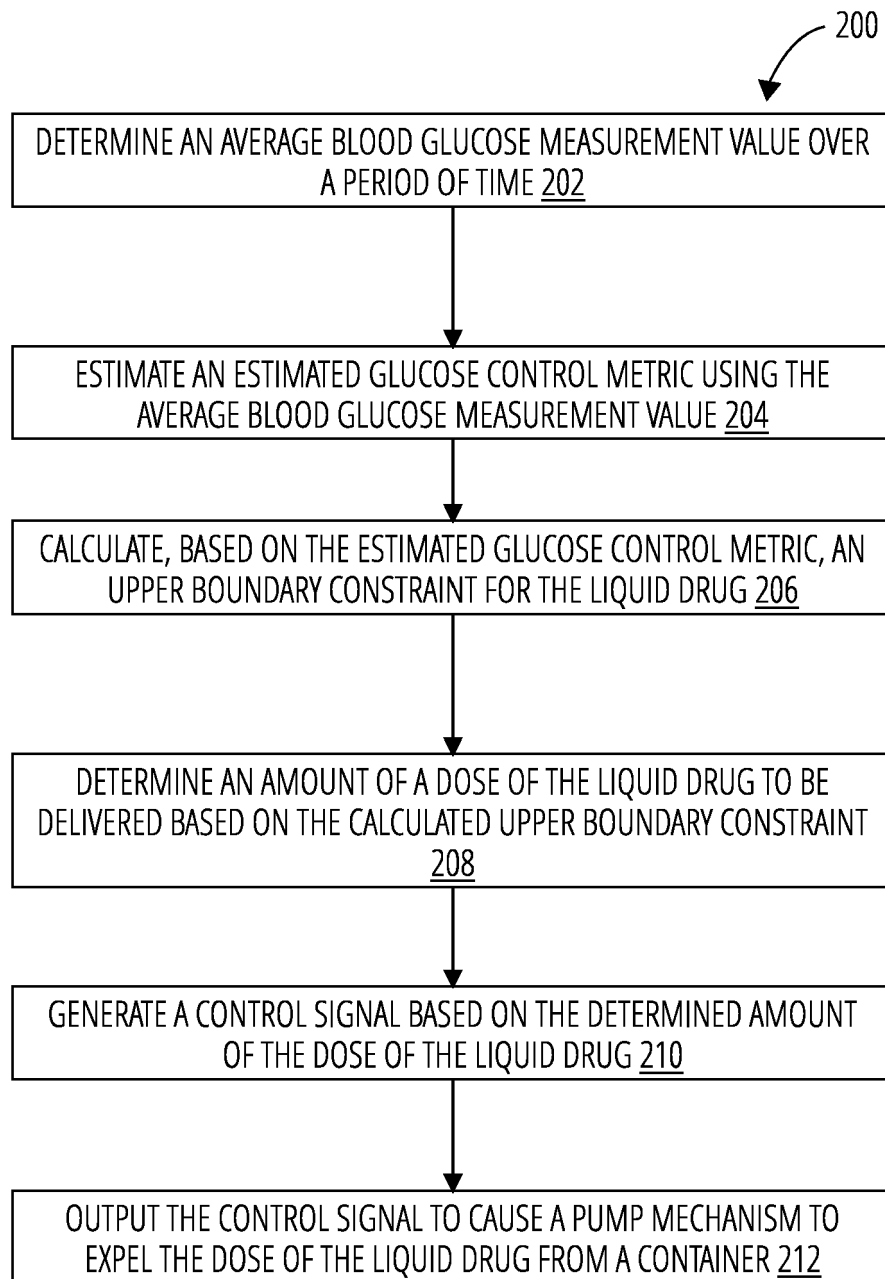 200
DETERMINE AN AVERAGE BLOOD GLUCOSE MEASUREMENT VALUE OVER
A PERIOD OF TIME 202
ESTIMATE AN ESTIMATED GLUCOSE CONTROL METRIC USING THE
AVERAGE BLOOD GLUCOSE MEASUREMENT VALUE 204
CALCULATE, BASED ON THE ESTIMATED GLUCOSE CONTROL METRIC, AN
UPPER BOUNDARY CONSTRAINT FOR THE LIQUID DRUG 206
DETERMINE AN AMOUNT OF A DOSE OF THE LIQUID DRUG TO BE
DELIVERED BASED ON THE CALCULATED UPPER BOUNDARY CONSTRAINT
208
GENERATE A CONTROL SIGNAL BASED ON THE DETERMINED AMOUNT
OF THE DOSE OF THE LIQUID DRUG 210
OUTPUT THE CONTROL SIGNAL TO CAUSE A PUMP MECHANISM TO
EXPEL THE DOSE OF THE LIQUID DRUG FROM A CONTAINER 212